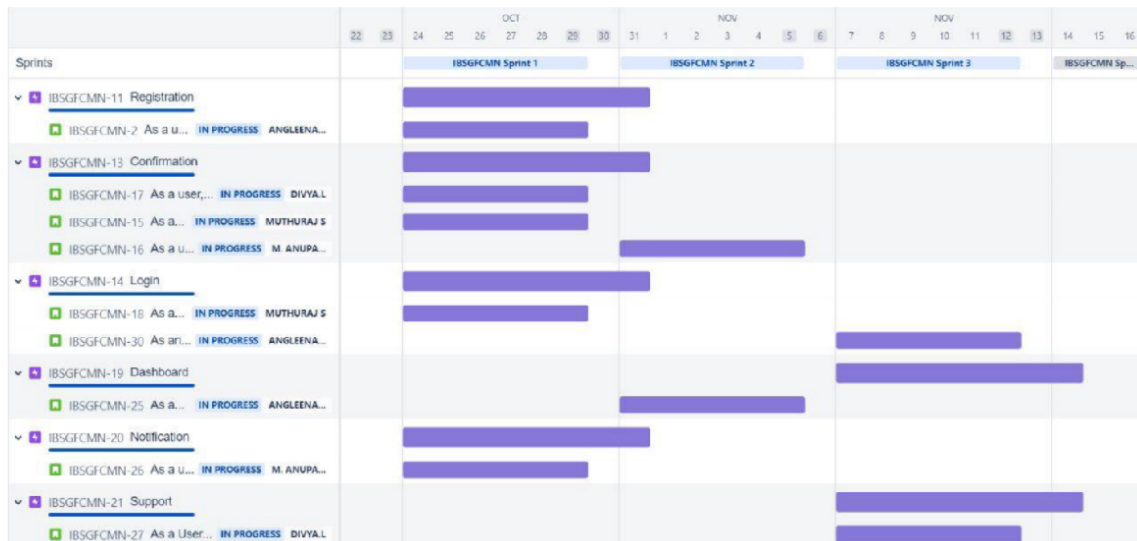 OCT NOV NOV
22 23 24 25 26 27 28 29 30 31 1 2 3 4 5 6 7 8 9 10 11 12 13 14 15 16
Sprints IBSGFCMN Sprint 1 IBSGFCMN Sprint 2 IBSGFCMN Sprint 3 IBSGFCMN Sp...
IBSGFCMN-11 Registration
IBSGFCMN-2 As a u... IN PROGRESS ANGLEENA...
IBSGFCMN-13 Confirmation
IBSGFCMN-17 As a user,... IN PROGRESS DIVYA.L
IBSGFCMN-15 As a... IN PROGRESS MUTHURAJ S
IBSGFCMN-16 As a u... IN PROGRESS M. ANUPA...
IBSGFCMN-14 Login
IBSGFCMN-18 As a... IN PROGRESS MUTHURAJ S
IBSGFCMN-30 As an... IN PROGRESS ANGLEENA...
IBSGFCMN-19 Dashboard
IBSGFCMN-25 As a... IN PROGRESS ANGLEENA...
IBSGFCMN-20 Notification
IBSGFCMN-26 As a u... IN PROGRESS M. ANUPA...
IBSGFCMN-21 Support
IBSGFCMN-27 As a User... IN PROGRESS DIVYA.L